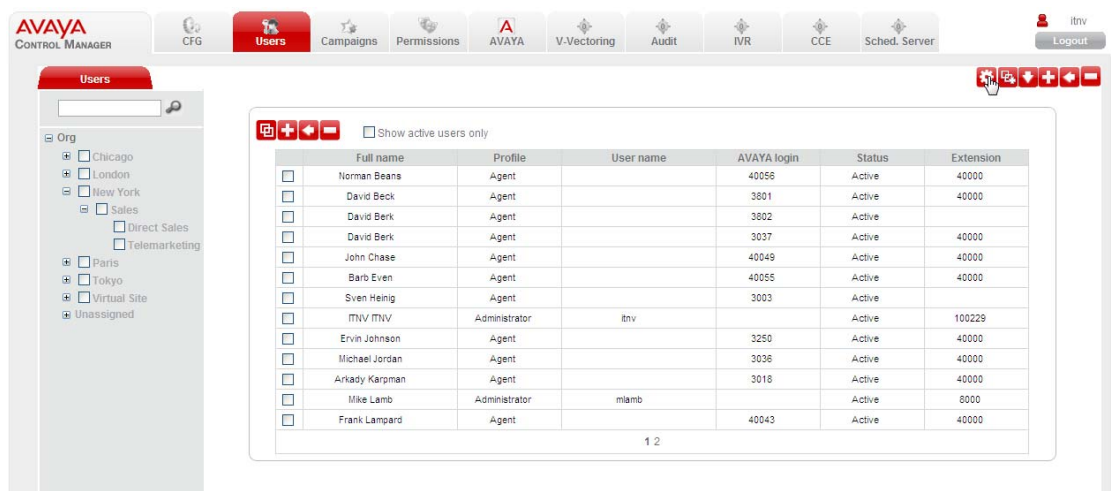 AVAYA
CONTROL MANAGER
CFG
Users
Campaigns
Permissions
AVAYA
V-Vectoring
Audit
IVR
CCE
Sched. Server
itnv
Logout
Users
Org
Chicago
London
New York
Sales
Direct Sales
Telemarketing
Paris
Tokyo
Virtual Site
Unassigned
Show active users only
Full name Profile User name AVAYA login Status Extension
Norman Beans Agent 40056 Active 40000
David Beck Agent 3801 Active 40000
David Berk Agent 3802 Active
David Berk Agent 3037 Active 40000
John Chase Agent 40049 Active 40000
Barb Even Agent 40055 Active 40000
Sven Heinig Agent 3003 Active
ITNV ITNV Administrator itnv Active 100229
Ervin Johnson Agent 3250 Active 40000
Michael Jordan Agent 3036 Active 40000
Arkady Karpman Agent 3018 Active 40000
Mike Lamb Administrator mlamb Active 8000
Frank Lampard Agent 40043 Active 40000
1 2